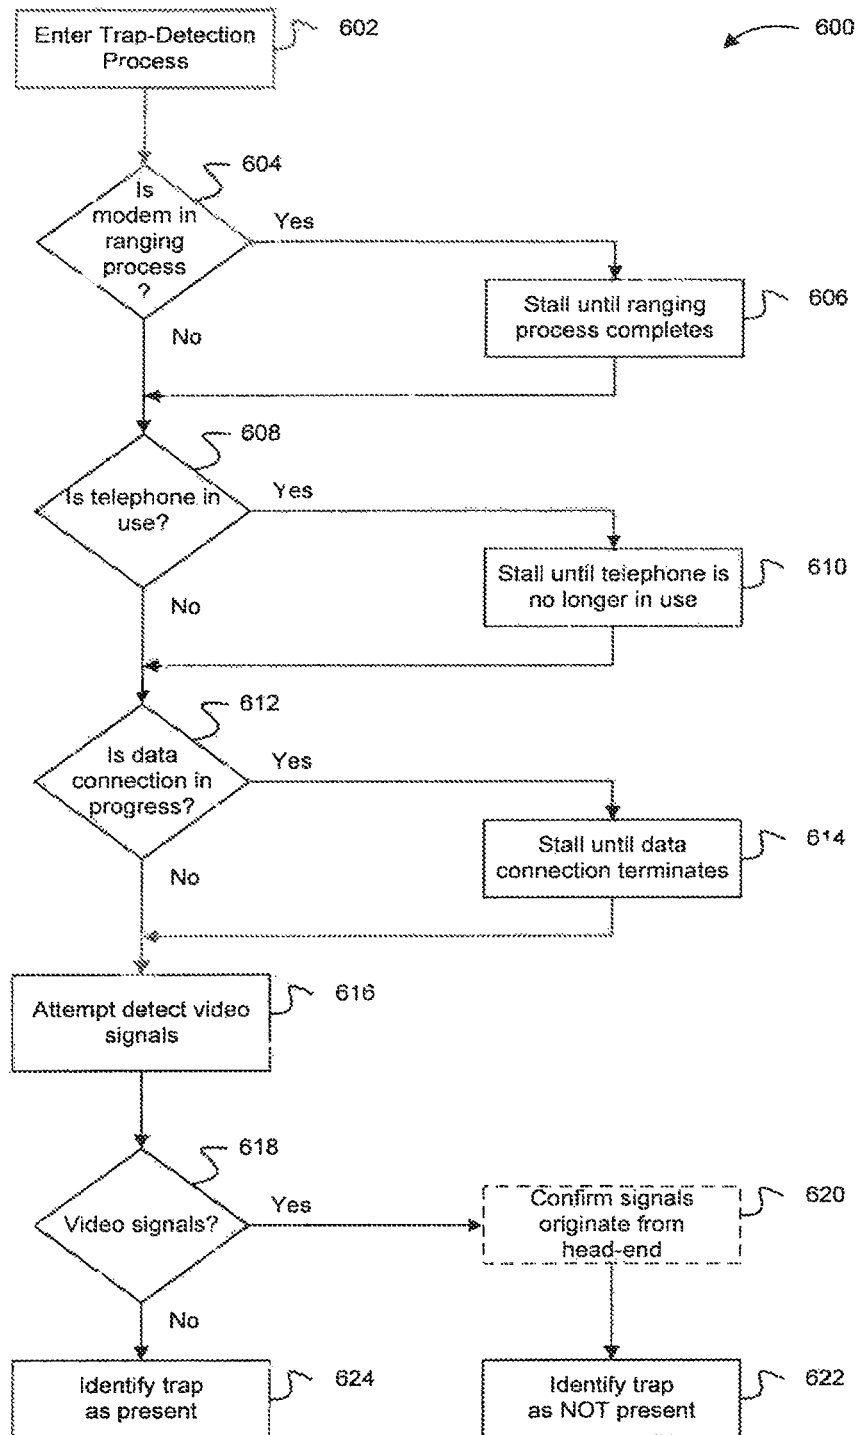 Enter Trap-Detection
Process
602
600
604
Is
modem in
ranging
process
?
Yes
No
Stall until ranging
process completes
606
608
Is telephone in
use?
Yes
No
Stall until telephone is
no longer in use
610
612
Is data
connection in
progress?
Yes
No
Stall until data
connection terminates
614
Attempt detect video
signals
616
618
Video signals?
Yes
No
Confirm signals
originate from
head-end
620
Identify trap
as present
624
Identify trap
as NOT present
622